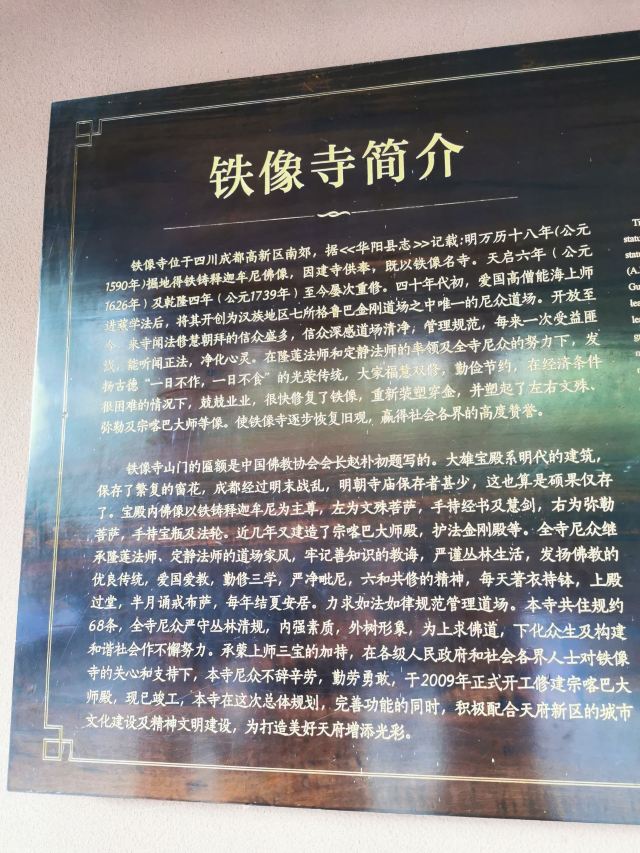 铁像寺简介
铁像寺位于四川成都高新区南郊，据<<华阳县志>>记载:明万历十八年(公元
1590年)掘地得铁铸释迦牟尼佛像，因建寺供奉，既以铁像名寺。天启六年（公元
1626年）及乾隆四年（公元1739年）至今屡次重修。四十年代初，爱国高僧能海上师
进藏学法后，将其开创为汉族地区七所格鲁巴金刚道场之中唯一的尼众道场。开放至
今，来寺闻法修慧朝拜的信众盛多，信众深感道场清净，管理规范，每来一次受益匪
浅，能听闻正法，净化心灵。在隆莲法师和定静法师的率领及全寺尼众的努力下，发
扬古德“一日不作，一日不食”的光荣传统，大家福慧双修，勤俭节约，在经济条件
很困难的情况下，兢兢业业，很快修复了铁像，重新装塑穿金，并塑起了左右文殊、
弥勒及宗喀巴大师等像。使铁像寺逐步恢复旧观，赢得社会各界的高度赞誉。
铁像寺山门的匾额是中国佛教协会会长赵朴初题写的。大雄宝殿系明代的建筑，
保存了繁复的窗花，成都经过明末战乱，明朝寺庙保存者甚少，这也算是硕果仅存
了。宝殿内佛像以铁铸释迦牟尼为主尊，左为文殊菩萨，手持经书及慧剑，右为弥勒
菩萨，手持宝瓶及法轮。近几年又建造了宗喀巴大师殿，护法金刚殿等。全寺尼众继
承隆莲法师、定静法师的道场家风，牢记善知识的教诲，严谨丛林生活，发扬佛教的
优良传统，爱国爱教，勤修三学，严净毗尼，六和共修的精神，每天著衣持钵，上殿
过堂，半月诵戒布萨，每年结夏安居。力求如法如律规范管理道场。本寺共住规约
68条，全寺尼众严守丛林清规，内强素质，外树形象，为上求佛道，下化众生及构建
和谐社会作不懈努力。承蒙上师三宝的加持，在各级人民政府和社会各界人士对铁像
寺的关心和支持下，本寺尼众不辞辛劳，勤劳勇敢，于2009年正式开工修建宗喀巴大
师殿，现已竣工，本寺在这次总体规划，完善功能的同时，积极配合天府新区的城市
文化建设及精神文明建设，为打造美好天府增添光彩。